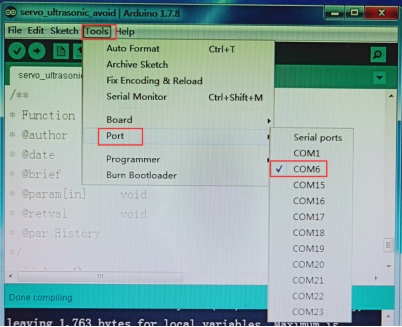 servo_ultrasonic_avoid | Arduino 1.7.8
File Edit Sketch Tools Help
Auto Format Ctrl+T
Archive Sketch
Fix Encoding & Reload
Serial Monitor Ctrl+Shift+M
Board
Port
Programmer
Burn Bootloader
Serial ports
COM1
COM6
COM15
COM16
COM17
COM18
COM19
COM20
COM21
COM22
COM23
servo_ultrasonic
/**
* Function
* @author
* @date
* @brief
* @param[in] void
* @retval void
* @par History
*/
Done compiling.
leaving 1,763 bytes for local variables. Maximum is